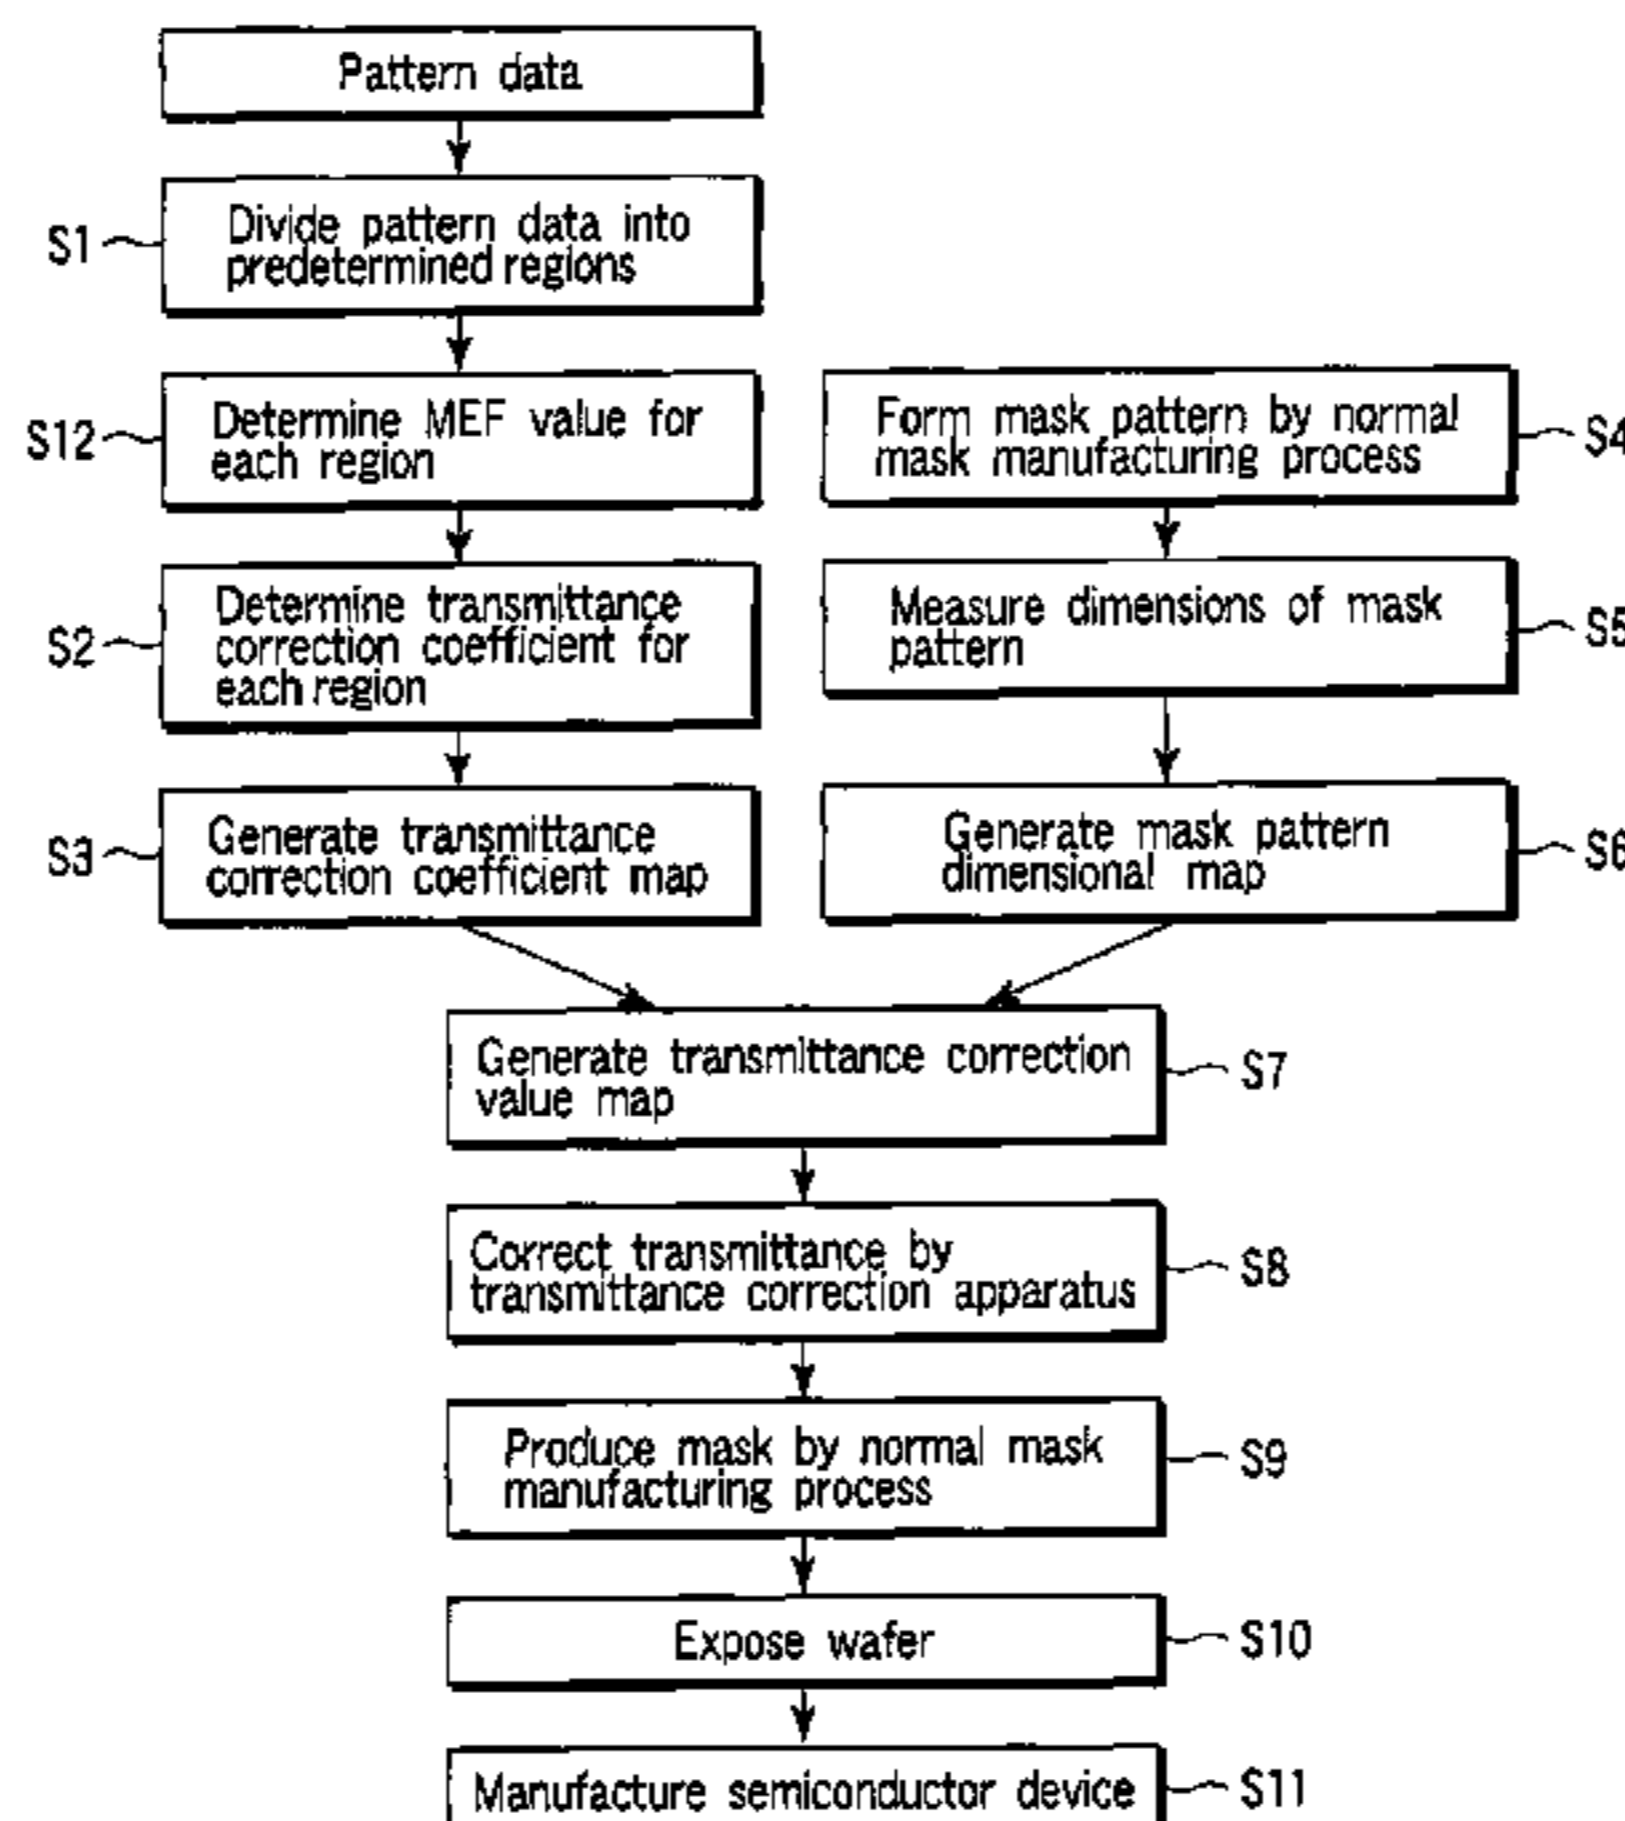 Pattern data
S1
Divide pattern data into
predetermined regions
S12
Determine MEF value for
each region
Form mask pattern by normal
mask manufacturing process
S4
S2
Determine transmittance
correction coefficient for
each region
Measure dimensions of mask
pattern
S5
S3
Generate transmittance
correction coefficient map
Generate mask pattern
dimensional map
S6
Generate transmittance correction
value map
S7
Correct transmittance by
transmittance correction apparatus
S8
Produce mask by normal mask
manufacturing process
S9
Expose wafer
S10
Manufacture semiconductor device
S11